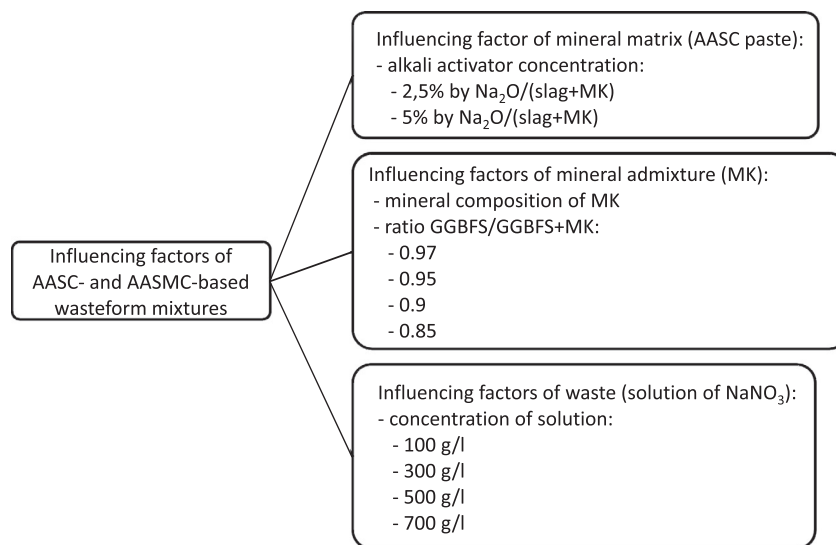 Influencing factor of mineral matrix (AASC paste):
- alkali activator concentration:
- 2,5% by Na₂O/(slag+MK)
- 5% by Na₂O/(slag+MK)
Influencing factors of mineral admixture (MK):
- mineral composition of MK
- ratio GGBFS/GGBFS+MK:
- 0.97
- 0.95
- 0.9
- 0.85
Influencing factors of
AASC- and AASMC-based
wasteform mixtures
Influencing factors of waste (solution of NaNO₃):
- concentration of solution:
- 100 g/l
- 300 g/l
- 500 g/l
- 700 g/l